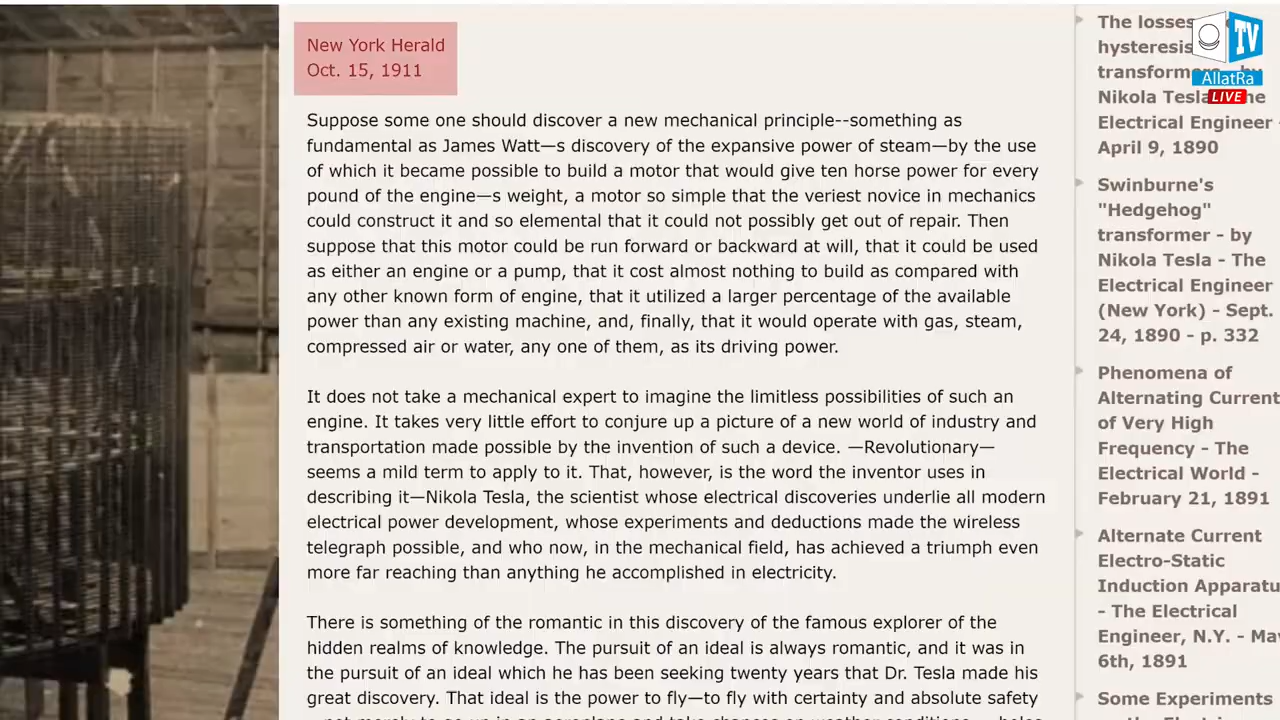 New York Herald
Oct. 15, 1911
Suppose some one should discover a new mechanical principle--something as
fundamental as James Watt—s discovery of the expansive power of steam—by the use
of which it became possible to build a motor that would give ten horse power for every
pound of the engine—s weight, a motor so simple that the veriest novice in mechanics
could construct it and so elemental that it could not possibly get out of repair. Then
suppose that this motor could be run forward or backward at will, that it could be used
as either an engine or a pump, that it cost almost nothing to build as compared with
any other known form of engine, that it utilized a larger percentage of the available
power than any existing machine, and, finally, that it would operate with gas, steam,
compressed air or water, any one of them, as its driving power.
It does not take a mechanical expert to imagine the limitless possibilities of such an
engine. It takes very little effort to conjure up a picture of a new world of industry and
transportation made possible by the invention of such a device. —Revolutionary—
seems a mild term to apply to it. That, however, is the word the inventor uses in
describing it—Nikola Tesla, the scientist whose electrical discoveries underlie all modern
electrical power development, whose experiments and deductions made the wireless
telegraph possible, and who now, in the mechanical field, has achieved a triumph even
more far reaching than anything he accomplished in electricity.
There is something of the romantic in this discovery of the famous explorer of the
hidden realms of knowledge. The pursuit of an ideal is always romantic, and it was in
the pursuit of an ideal which he has been seeking twenty years that Dr. Tesla made his
great discovery. That ideal is the power to fly—to fly with certainty and absolute safety
The losses
hysteresis
transformers
Nikola Tesla
Electrical Engineer -
April 9, 1890
Swinburne's
"Hedgehog"
transformer - by
Nikola Tesla - The
Electrical Engineer
(New York) - Sept.
24, 1890 - p. 332
Phenomena of
Alternating Current
of Very High
Frequency - The
Electrical World -
February 21, 1891
Alternate Current
Electro-Static
Induction Apparatu
- The Electrical
Engineer, N.Y. - Ma
6th, 1891
Some Experiments
TV
AllatRa
LIVE